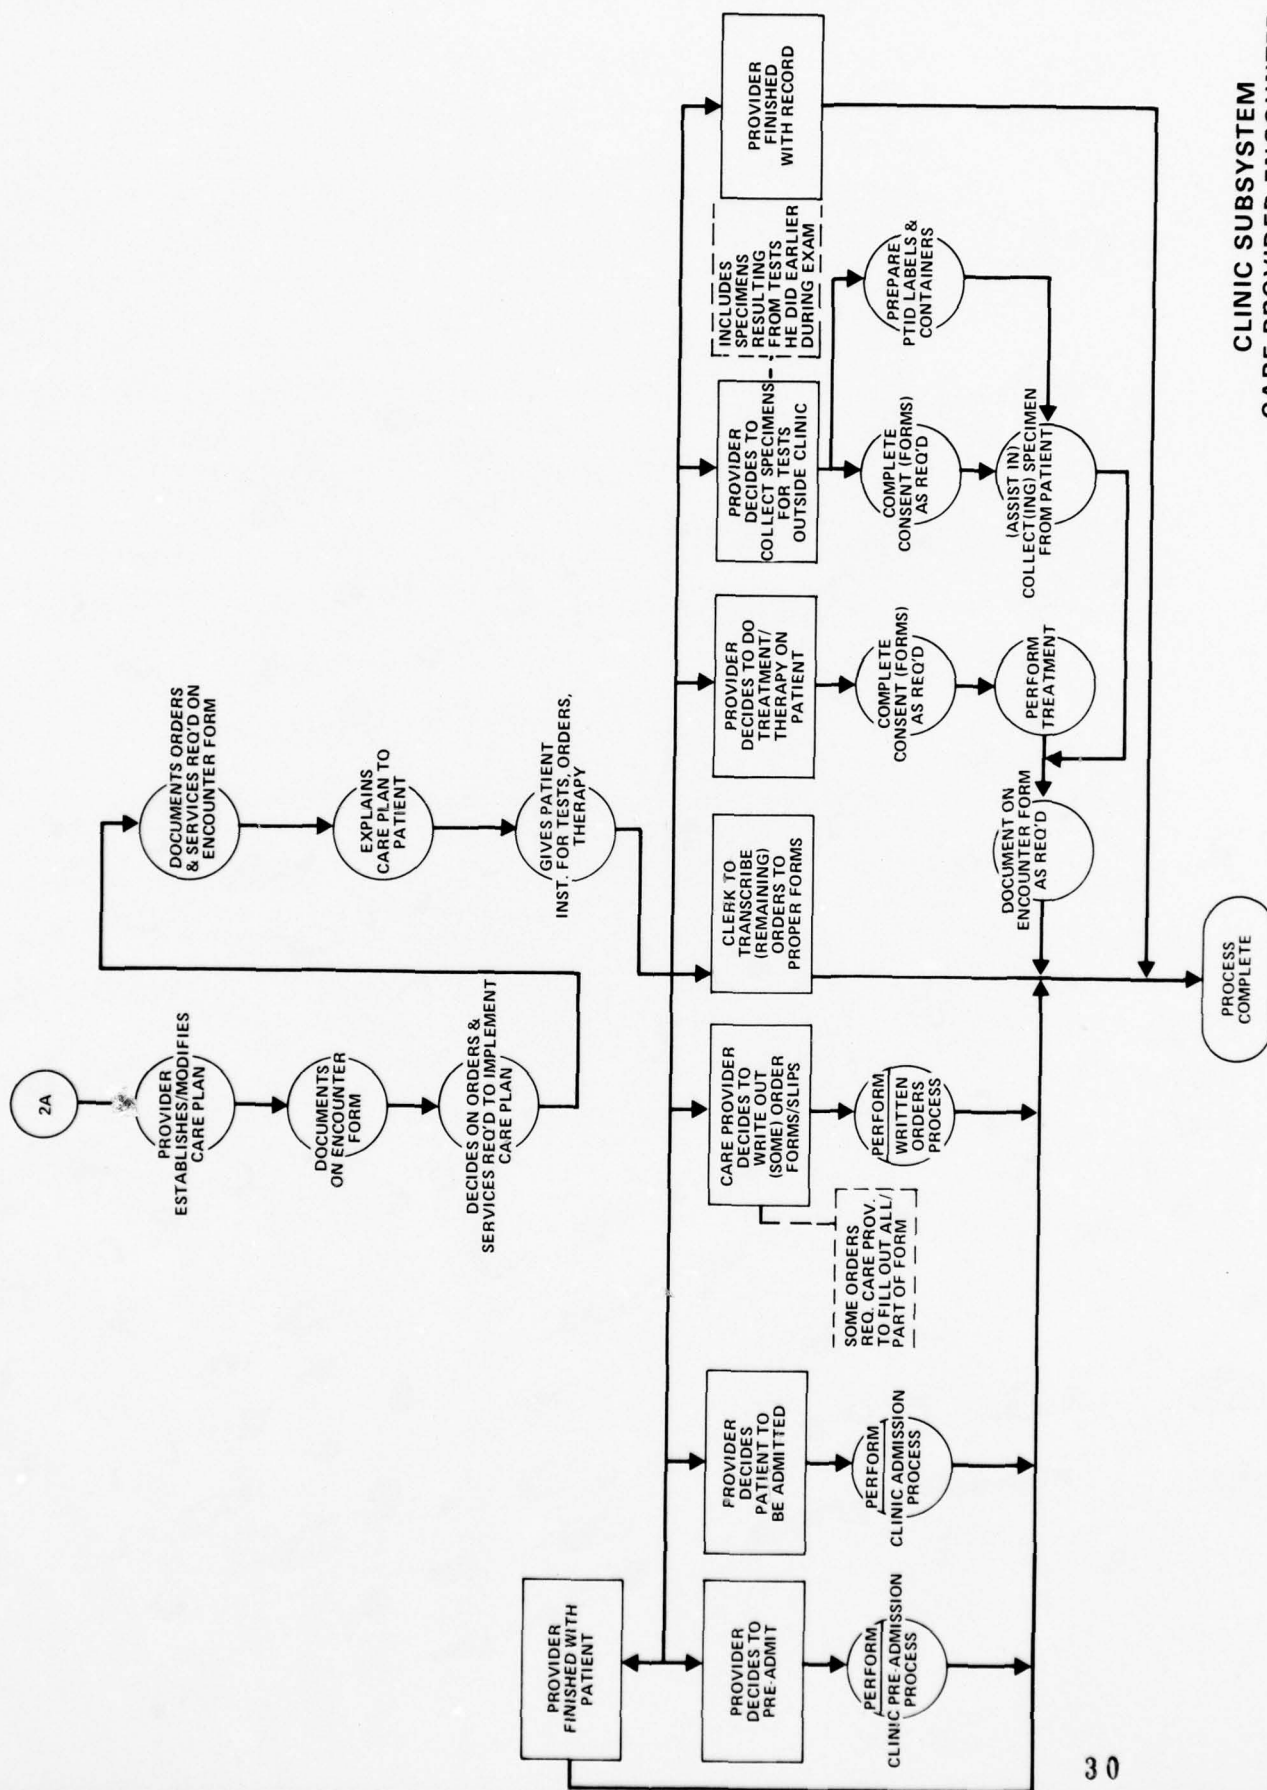 2A
PROVIDER
ESTABLISHES/MODIFIES
CARE PLAN
DOCUMENTS
ON ENCOUNTER
FORM
DECIDES ON ORDERS &
SERVICES REQ'D TO IMPLEMENT
CARE PLAN
DOCUMENTS ORDERS
& SERVICES REQ'D ON
ENCOUNTER FORM
EXPLAINS
CARE PLAN TO
PATIENT
GIVES PATIENT
INST. FOR TESTS, ORDERS,
THERAPY
PROVIDER
FINISHED WITH
PATIENT
PROVIDER
DECIDES TO
PRE-ADMIT
PERFORM
CLINIC PRE-ADMISSION
PROCESS
PROVIDER
DECIDES
PATIENT TO
BE ADMITTED
PERFORM
CLINIC ADMISSION
PROCESS
CARE PROVIDER
DECIDES TO
WRITE OUT
(SOME) ORDER
FORMS/SLIPS
SOME ORDERS
REQ. CARE PROV.
TO FILL OUT ALL/
PART OF FORM
PERFORM
WRITTEN
ORDERS
PROCESS
CLERK TO
TRANSCRIBE
(REMAINING)
ORDERS TO
PROPER FORMS
PROVIDER
DECIDES TO DO
TREATMENT/
THERAPY ON
PATIENT
COMPLETE
CONSENT (FORMS)
AS REQ'D
PERFORM
TREATMENT
DOCUMENT ON
ENCOUNTER FORM
AS REQ'D
PROVIDER
DECIDES TO
COLLECT SPECIMENS
FOR TESTS
OUTSIDE CLINIC
INCLUDES
SPECIMENS
RESULTING
FROM TESTS
HE DID EARLIER
DURING EXAM
COMPLETE
CONSENT (FORMS)
AS REQ'D
PREPARE
PTID LABELS &
CONTAINERS
(ASSIST IN)
COLLECT(ING) SPECIMEN
FROM PATIENT
PROVIDER
FINISHED
WITH RECORD
PROCESS
COMPLETE
CLINIC SUBSYSTEM
30